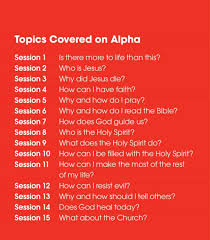 Topics Covered on Alpha
Session 1 Is there more to life than this?
Session 2 Who is Jesus?
Session 3 Why did Jesus die?
Session 4 How can I have faith?
Session 5 Why and how do I pray?
Session 6 Why and how do I read the Bible?
Session 7 How does God guide us?
Session 8 Who is the Holy Spirit?
Session 9 What does the Holy Spirit do?
Session 10 How can I be filled with the Holy Spirit?
Session 11 How can I make the most of the rest
of my life?
Session 12 How can I resist evil?
Session 13 Why and how should I tell others?
Session 14 Does God heal today?
Session 15 What about the Church?